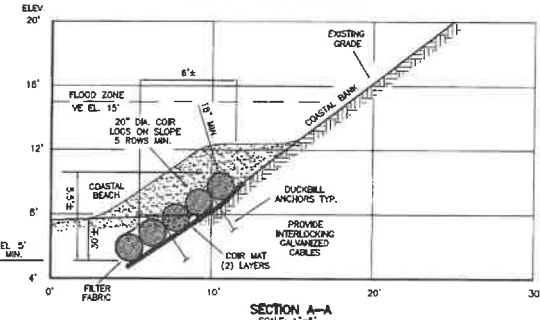 ELEV.
20'
16'
12'
8'
4'
EXISTING
GRADE
6'±
FLOOD ZONE
VE EL. 15'
COASTAL BANK
18" MIN.
20" DIA. COIR
LOGS ON SLOPE
5 ROWS MIN.
COASTAL
BEACH
5.5'±
DUCKBILL
ANCHORS TYP.
PROVIDE
INTERLOCKING
GALVANIZED
CABLES
COIR MAT
(2) LAYERS
EL 5'
MIN.
FILTER
FABRIC
0'
10'
20'
30
SECTION A-A